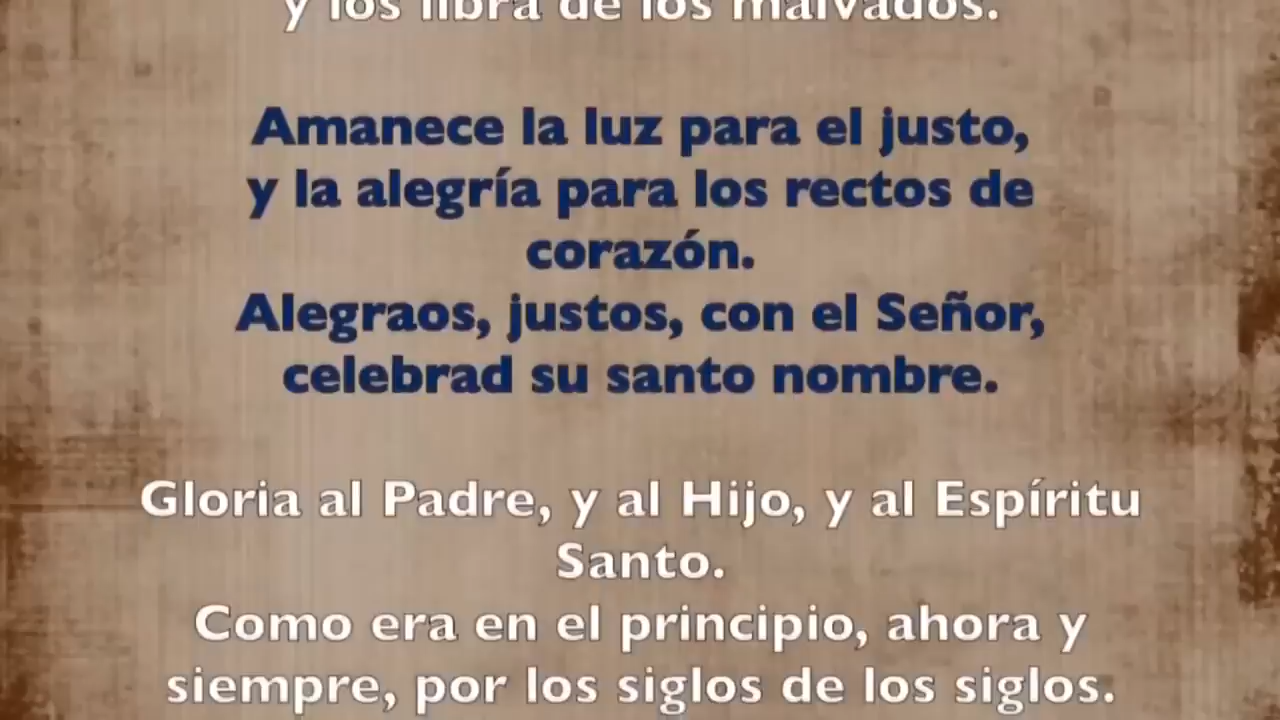 y los libra de los malvados.
Amanece la luz para el justo,
y la alegría para los rectos de
corazón.
Alegraos, justos, con el Señor,
celebrad su santo nombre.
Gloria al Padre, y al Hijo, y al Espíritu
Santo.
Como era en el principio, ahora y
siempre, por los siglos de los siglos.